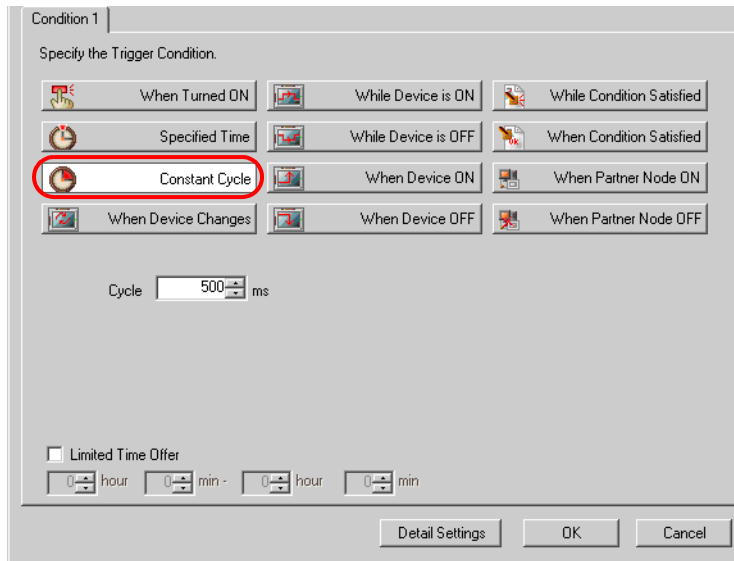 Condition 1
Specify the Trigger Condition.
When Turned ON While Device is ON While Condition Satisfied
Specified Time While Device is OFF When Condition Satisfied
Constant Cycle When Device ON When Partner Node ON
When Device Changes When Device OFF When Partner Node OFF
Cycle 500 ms
Limited Time Offer
0 hour 0 min - 0 hour 0 min
Detail Settings OK Cancel